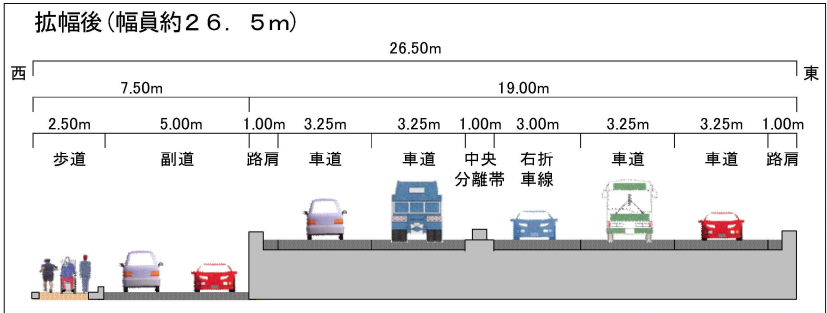 拡幅後（幅員約２６．５ｍ）
26.50m
西
東
7.50m
19.00m
2.50m
5.00m
1.00m
3.25m
3.25m
1.00m
3.00m
3.25m
3.25m
1.00m
歩道
副道
路肩
車道
車道
中央
分離帯
右折
車線
車道
車道
路肩